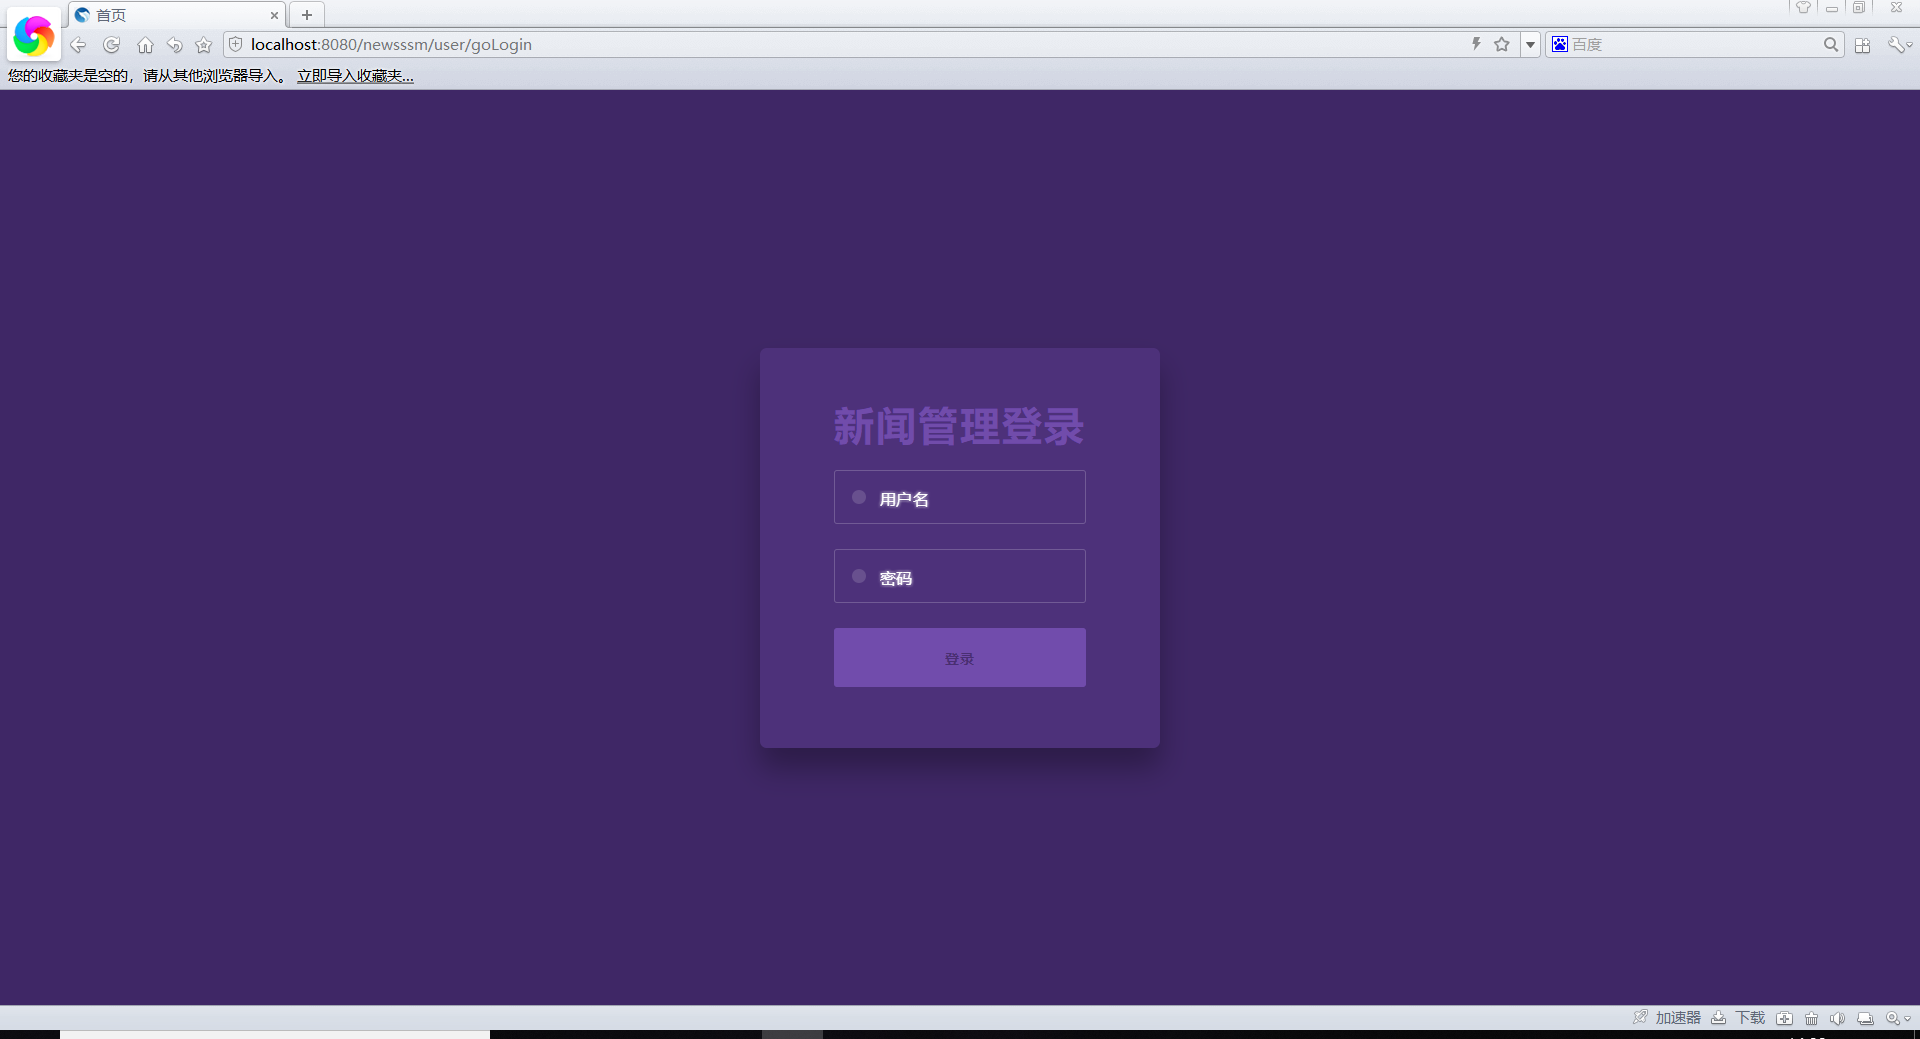 首页
localhost:8080/newsssm/user/goLogin
百度
您的收藏夹是空的，请从其他浏览器导入。 立即导入收藏夹...
新闻管理登录
用户名
密码
登录
加速器 下载